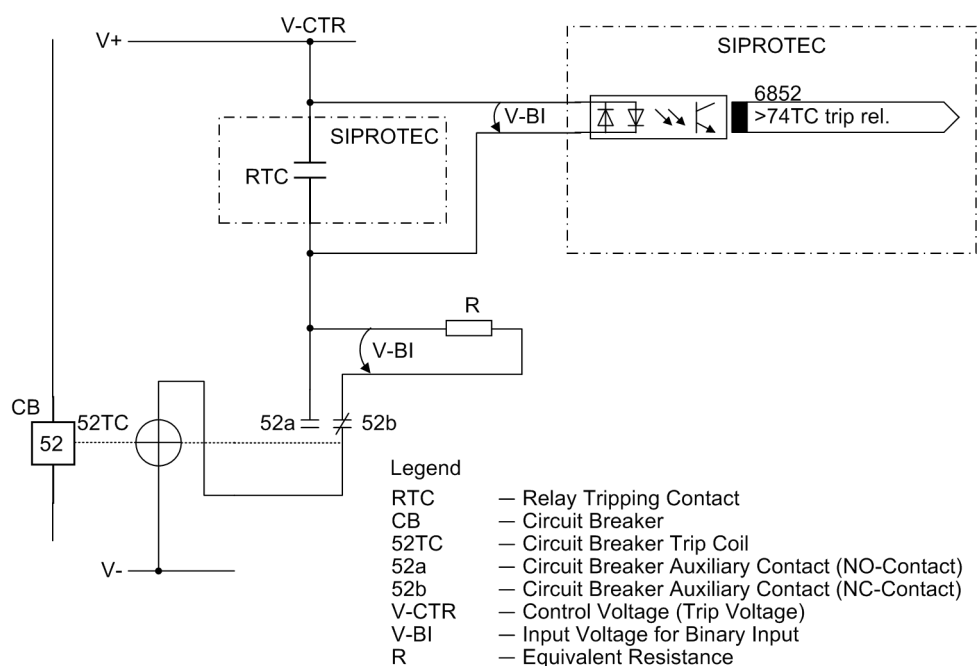 V-CTR
V+
SIPROTEC
6852
>74TC trip rel.
V-BI
SIPROTEC
RTC
R
V-BI
CB
52TC
52a
52b
52
V-
Legend
RTC — Relay Tripping Contact
CB — Circuit Breaker
52TC — Circuit Breaker Trip Coil
52a — Circuit Breaker Auxiliary Contact (NO-Contact)
52b — Circuit Breaker Auxiliary Contact (NC-Contact)
V-CTR — Control Voltage (Trip Voltage)
V-BI — Input Voltage for Binary Input
R — Equivalent Resistance